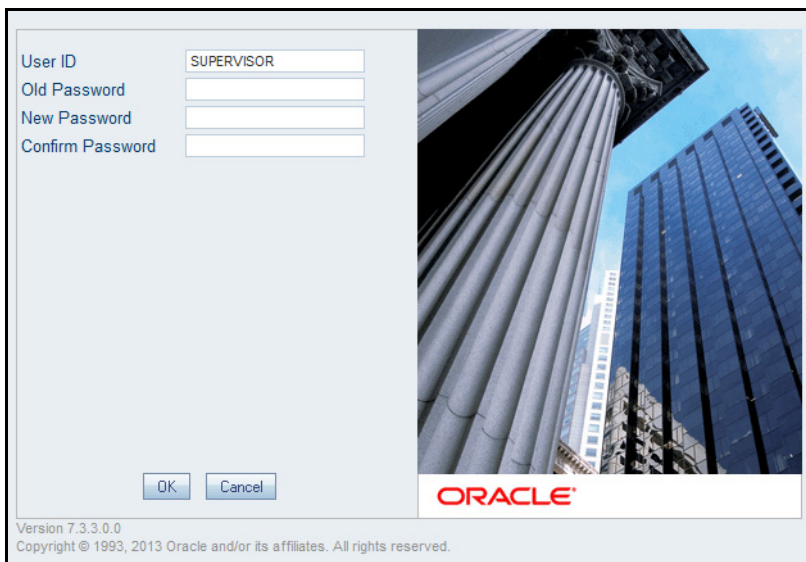 User ID SUPERVISOR
Old Password
New Password
Confirm Password
OK Cancel
ORACLE®
Version 7.3.3.0.0
Copyright © 1993, 2013 Oracle and/or its affiliates. All rights reserved.